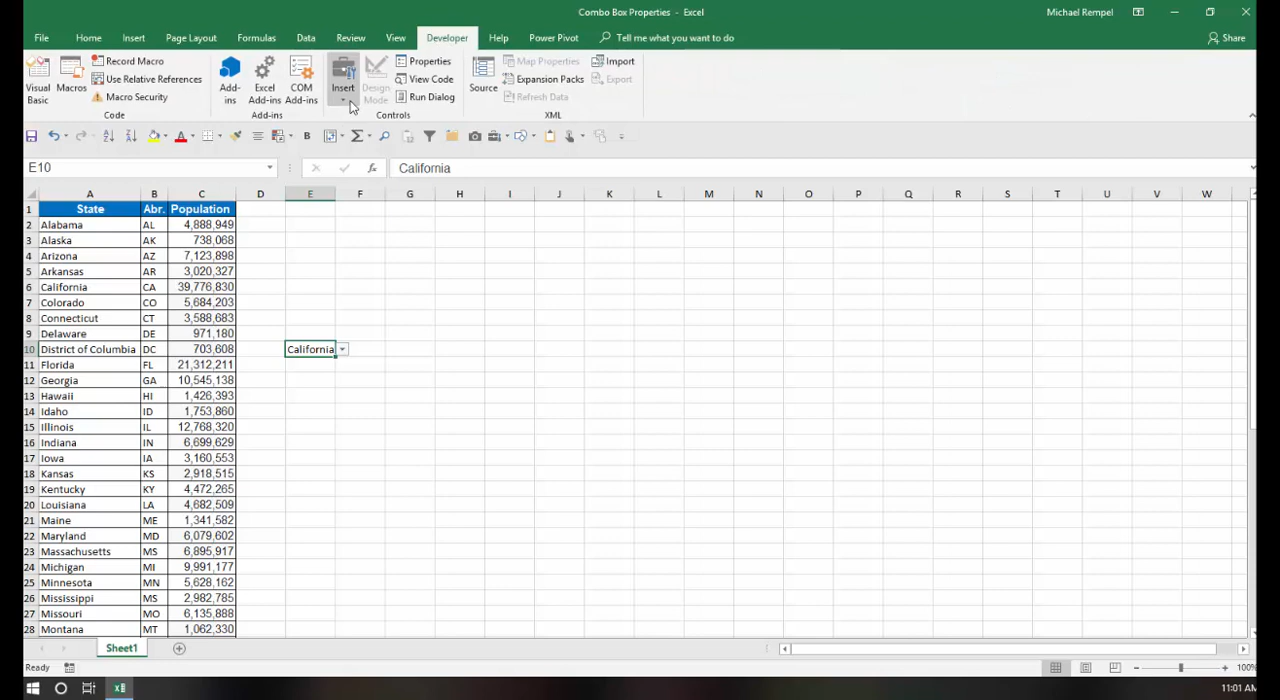 Combo Box Properties - Excel
Michael Rempel
File Home Insert Page Layout Formulas Data Review View Developer Help Power Pivot Tell me what you want to do Share
Visual Basic
Macros
Record Macro
Use Relative References
Macro Security
Code
Add-ins
Excel Add-ins
COM Add-ins
Add-ins
Insert
Design Mode
Properties
View Code
Run Dialog
Controls
Source
Map Properties
Expansion Packs
Refresh Data
Import
Export
XML
E10
California
A B C D E F G H I J K L M N O P Q R S T U V W
1 State Abr. Population
2 Alabama AL 4,888,949
3 Alaska AK 738,068
4 Arizona AZ 7,123,898
5 Arkansas AR 3,020,327
6 California CA 39,776,830
7 Colorado CO 5,684,203
8 Connecticut CT 3,588,683
9 Delaware DE 971,180
10 District of Columbia DC 703,608 California
11 Florida FL 21,312,211
12 Georgia GA 10,545,138
13 Hawaii HI 1,426,393
14 Idaho ID 1,753,860
15 Illinois IL 12,768,320
16 Indiana IN 6,699,629
17 Iowa IA 3,160,553
18 Kansas KS 2,918,515
19 Kentucky KY 4,472,265
20 Louisiana LA 4,682,509
21 Maine ME 1,341,582
22 Maryland MD 6,079,602
23 Massachusetts MS 6,895,917
24 Michigan MI 9,991,177
25 Minnesota MN 5,628,162
26 Mississippi MS 2,982,785
27 Missouri MO 6,135,888
28 Montana MT 1,062,330
Sheet1
Ready
100%
11:01 AM